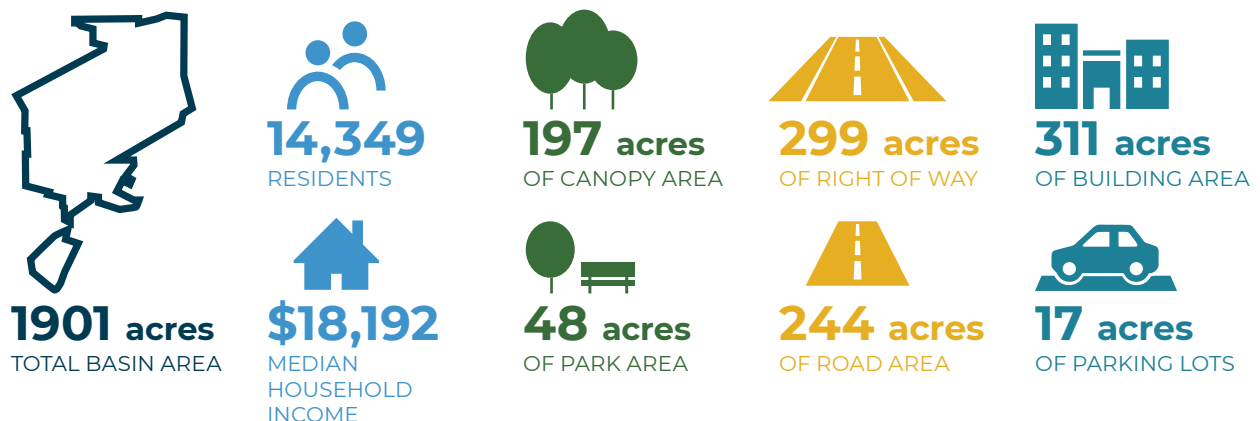 14,349
RESIDENTS
197 acres
OF CANOPY AREA
299 acres
OF RIGHT OF WAY
311 acres
OF BUILDING AREA
1901 acres
TOTAL BASIN AREA
$18,192
MEDIAN
HOUSEHOLD
INCOME
48 acres
OF PARK AREA
244 acres
OF ROAD AREA
17 acres
OF PARKING LOTS